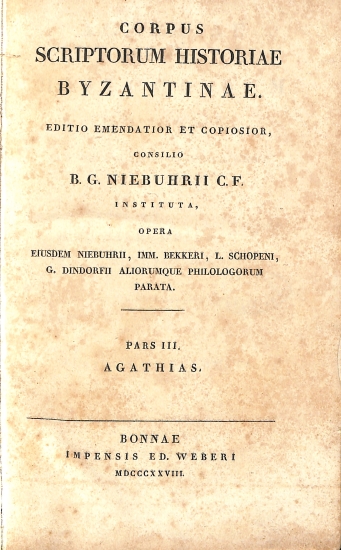 CORPUS
SCRIPTORUM HISTORIAE
BYZANTINAE.
EDITIO EMENDATIOR ET COPIOSIOR,
CONSILIO
B. G. NIEBUHRII C. F.
INSTITUTA,
OPERA
EIUSDEM NIEBUHRII, IMM. BEKKERI, L. SCHOPENI,
G. DINDORFII ALIORUMQUE PHILOLOGORUM
PARATA.
PARS III.
AGATHIAS.
BONNAE
IMPENSIS ED. WEBERI
MDCCCXXVIII.